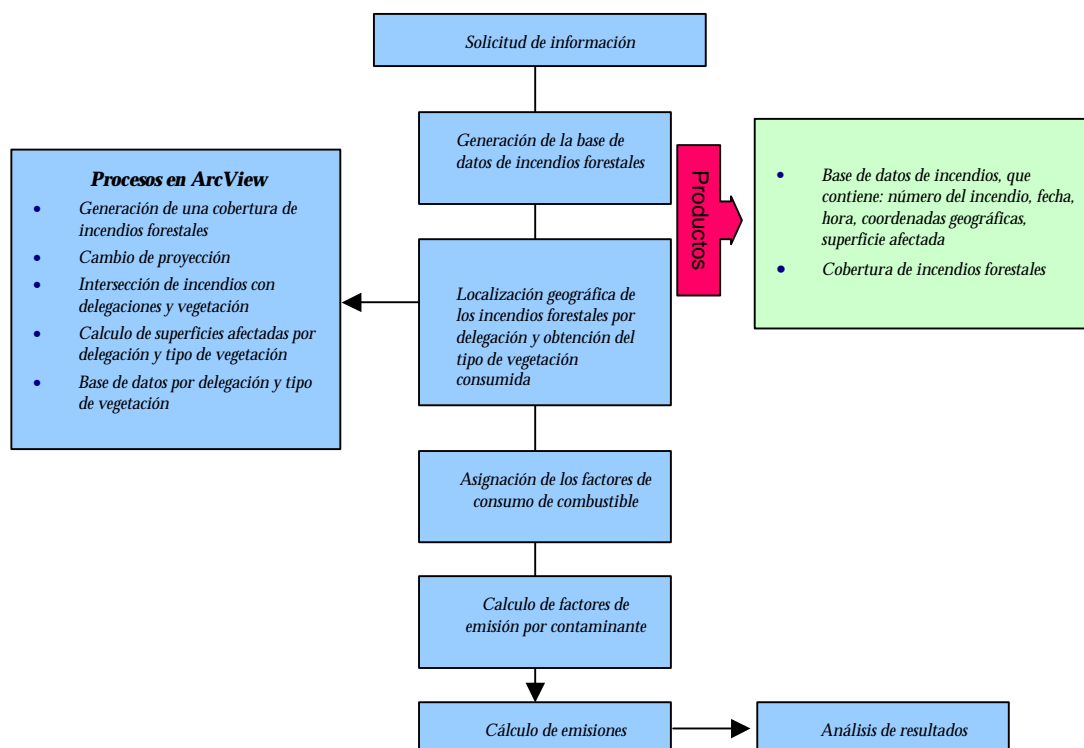 Solicitud de información
Generación de la base de
datos de incendios forestales
Productos
• Base de datos de incendios, que
contiene: número del incendio, fecha,
hora, coordenadas geográficas,
superficie afectada
• Cobertura de incendios forestales
Procesos en ArcView
• Generación de una cobertura de
incendios forestales
• Cambio de proyección
• Intersección de incendios con
delegaciones y vegetación
• Calculo de superficies afectadas por
delegación y tipo de vegetación
• Base de datos por delegación y tipo
de vegetación
Localización geográfica de
los incendios forestales por
delegación y obtención del
tipo de vegetación
consumida
Asignación de los factores de
consumo de combustible
Calculo de factores de
emisión por contaminante
Cálculo de emisiones
Análisis de resultados